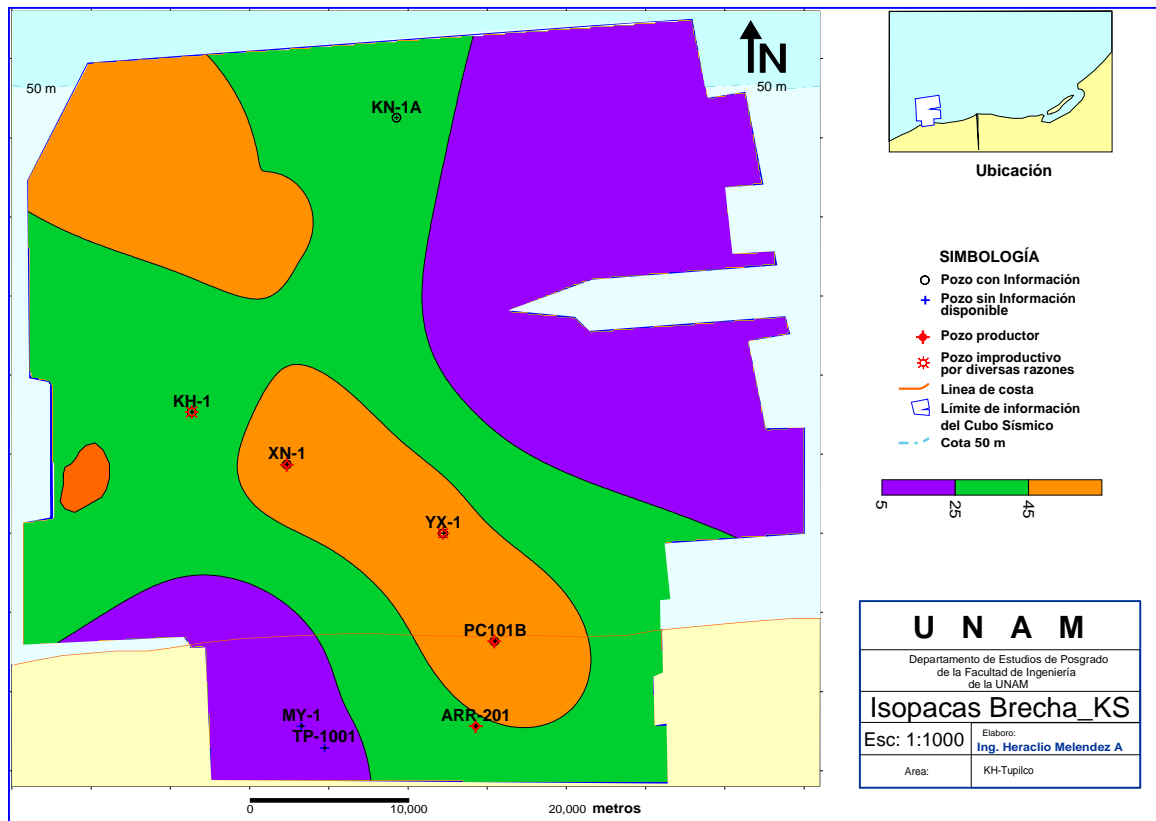 50 m
50 m
N
KN-1A
KH-1
XN-1
YX-1
PC101B
MY-1
TP-1001
ARR-201
0
10,000
20,000
metros
Ubicación
SIMBOLOGÍA
Pozo con Información
Pozo sin Información
disponible
Pozo productor
Pozo improductivo
por diversas razones
Linea de costa
Límite de información
del Cubo Sísmico
Cota 50 m
5
25
45
U N A M
Departamento de Estudios de Posgrado
de la Facultad de Ingeniería
de la UNAM
Isopacas Brecha_KS
Esc: 1:1000
Elaboro:
Ing. Heraclio Melendez A
Area:
KH-Tupilco